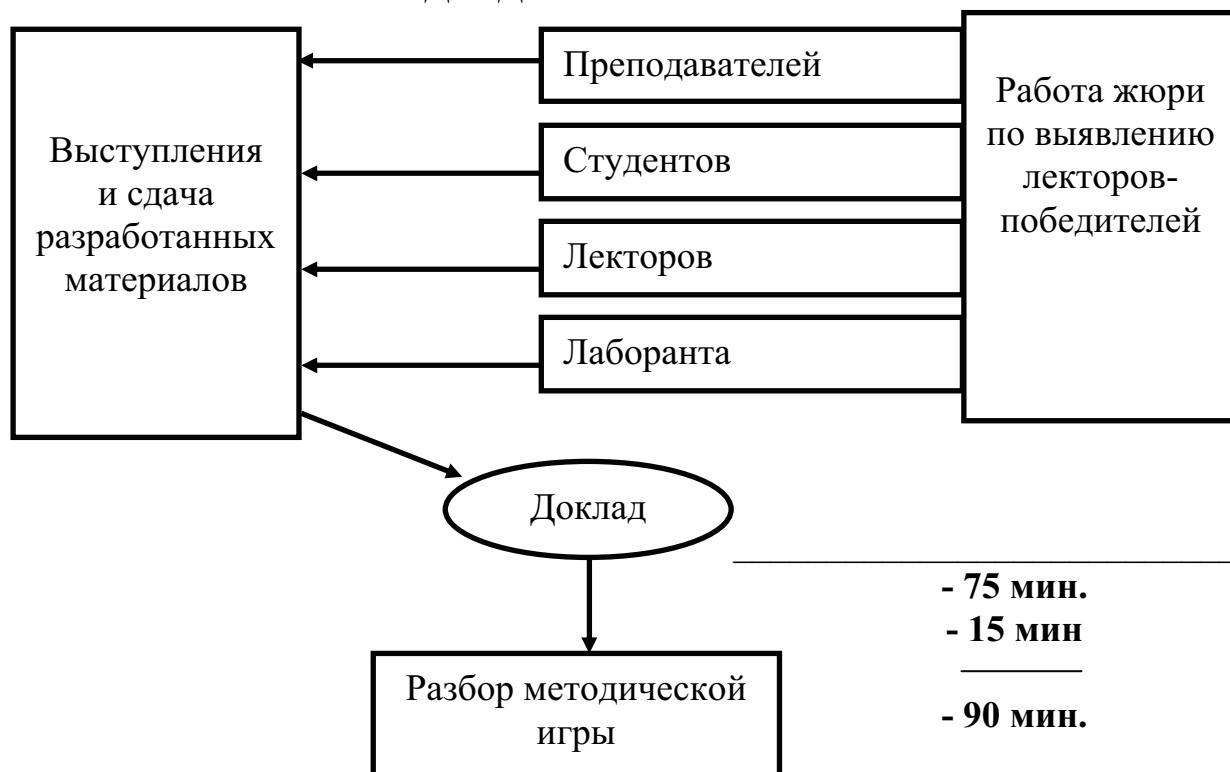 Выступления
и сдача
разработанных
материалов
Преподавателей
Студентов
Лекторов
Лаборанта
Работа жюри
по выявлению
лекторов-
победителей
Доклад
- 75 мин.
- 15 мин
- 90 мин.
Разбор методической
игры